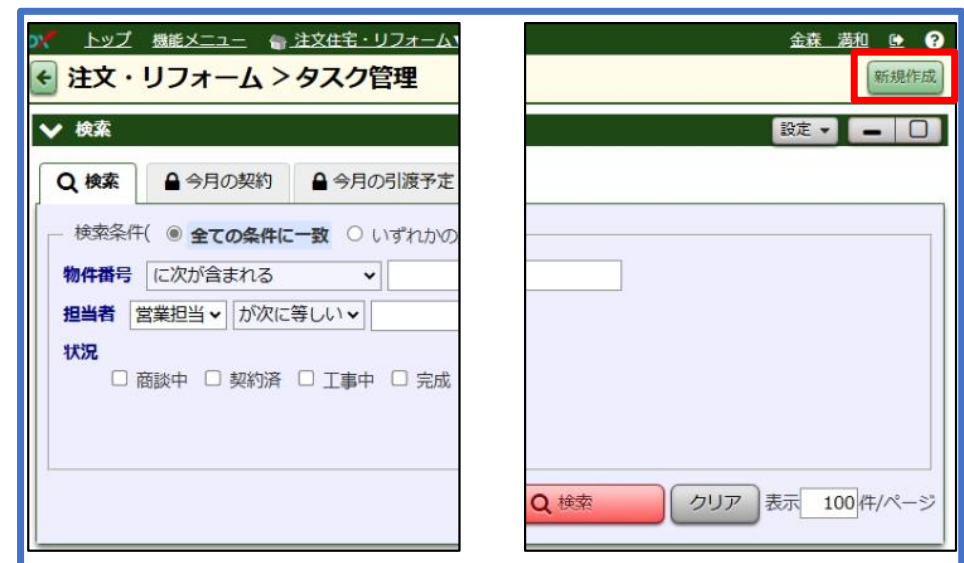 トップ 機能メニュー 注文住宅・リフォーム 金森 満和 ?
注文・リフォーム > タスク管理 新規作成
検索 設定
検索 今月の契約 今月の引渡予定
検索条件( 全ての条件に一致 いずれかの
物件番号 に次が含まれる
担当者 営業担当 が次に等しい
状況
商談中 契約済 工事中 完成
検索 クリア 表示 100 件/ページ